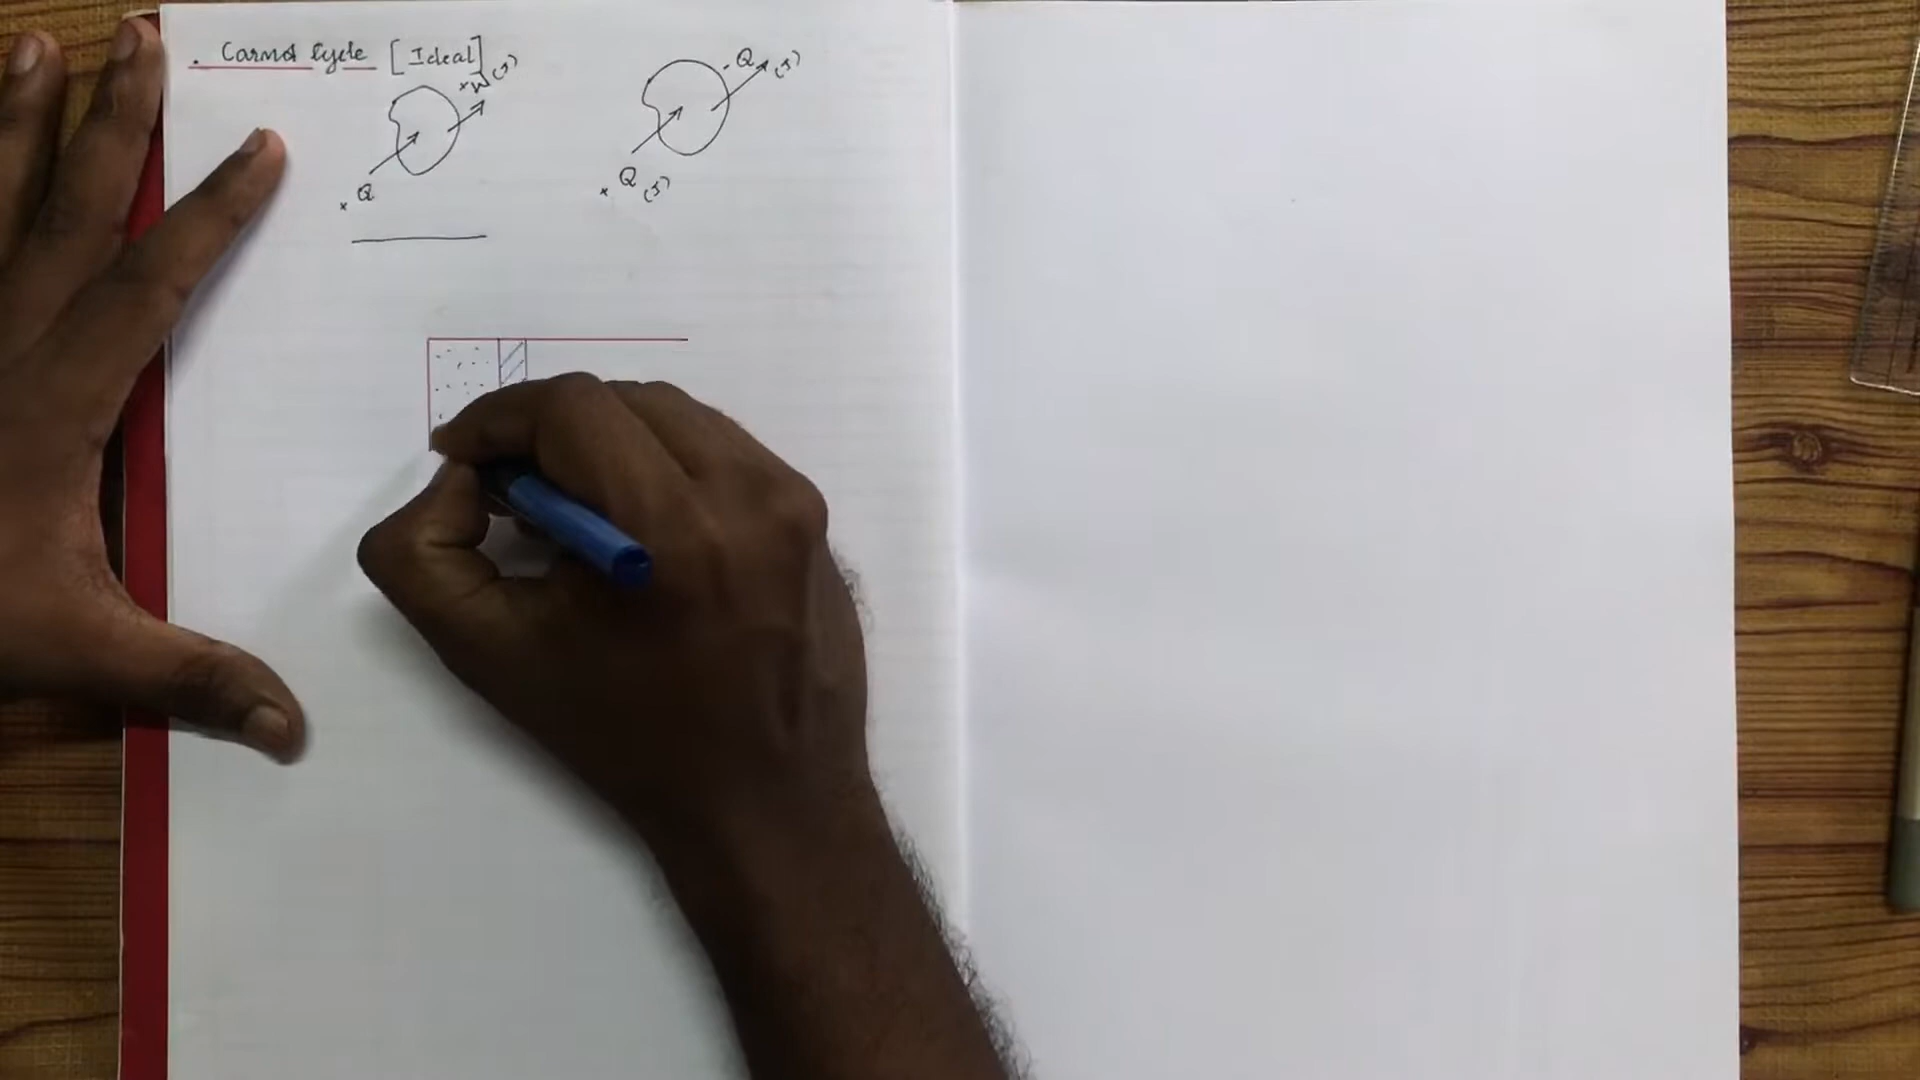 . Carnot Cycle [Ideal]
+W (J)
+ Q
- Q (J)
+ Q (J)